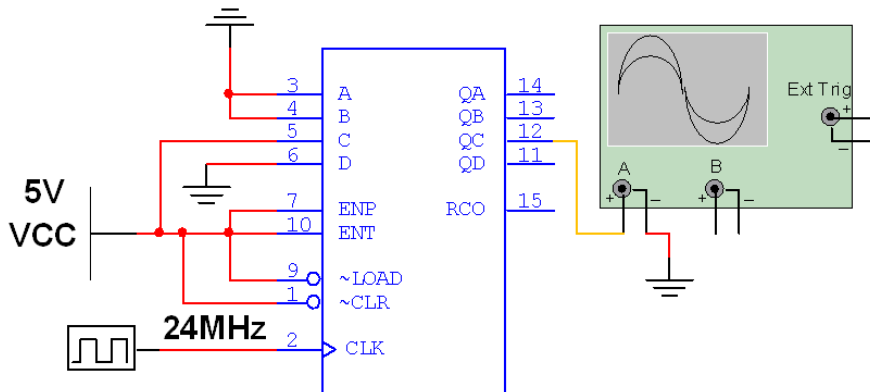 3 A QA 14
4 B QB 13
5 C QC 12
6 D QD 11
Ext Trig
+
−
A
B
+ −
+ −
5V
VCC
7 ENP RCO 15
10 ENT
9 ~LOAD
1 ~CLR
24MHz
2 CLK